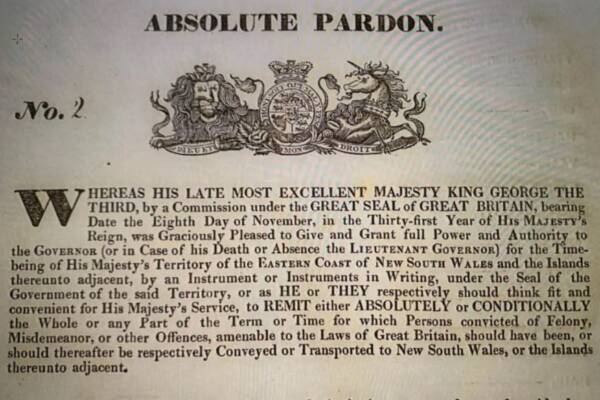 ABSOLUTE PARDON.
No. 2
DIEU ET MON DROIT
WHEREAS HIS LATE MOST EXCELLENT MAJESTY KING GEORGE THE
THIRD, by a Commission under the GREAT SEAL of GREAT BRITAIN, bearing
Date the Eighth Day of November, in the Thirty-first Year of HIS MAJESTY's
Reign, was Graciously Pleased to Give and Grant full Power and Authority to
the GOVERNOR (or in Case of his Death or Absence the LIEUTENANT GOVERNOR) for the Time-
being of His Majesty's Territory of the EASTERN COAST of NEW SOUTH WALES and the Islands
thereunto adjacent, by an Instrument or Instruments in Writing, under the Seal of the
Government of the said Territory, or as HE or THEY respectively should think fit and
convenient for His Majesty's Service, to REMIT either ABSOLUTELY or CONDITIONALLY
the Whole or any Part of the Term or Time for which Persons convicted of Felony,
Misdemeanor, or other Offences, amenable to the Laws of Great Britain, should have been, or
should thereafter be respectively Conveyed or Transported to New South Wales, or the Islands
thereunto adjacent.